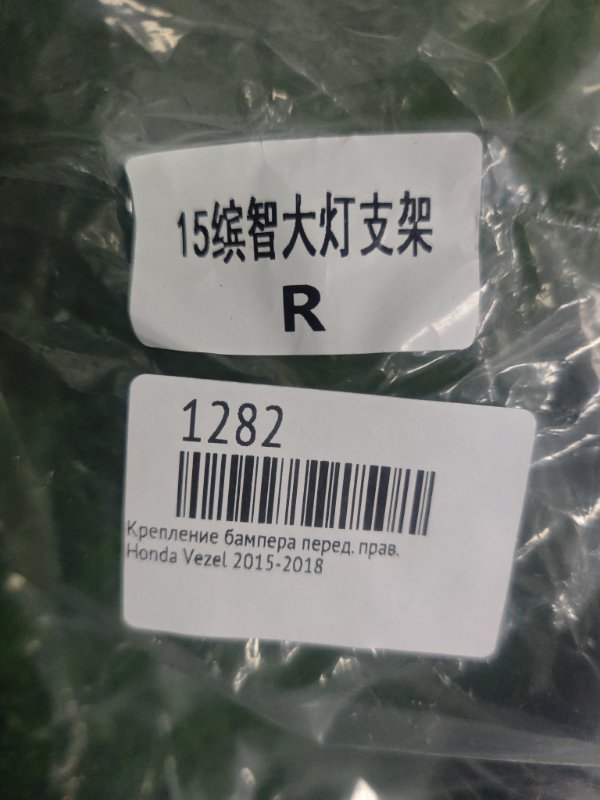 15缤智大灯支架
R
1282
Крепление бампера перед. прав.
Honda Vezel 2015-2018